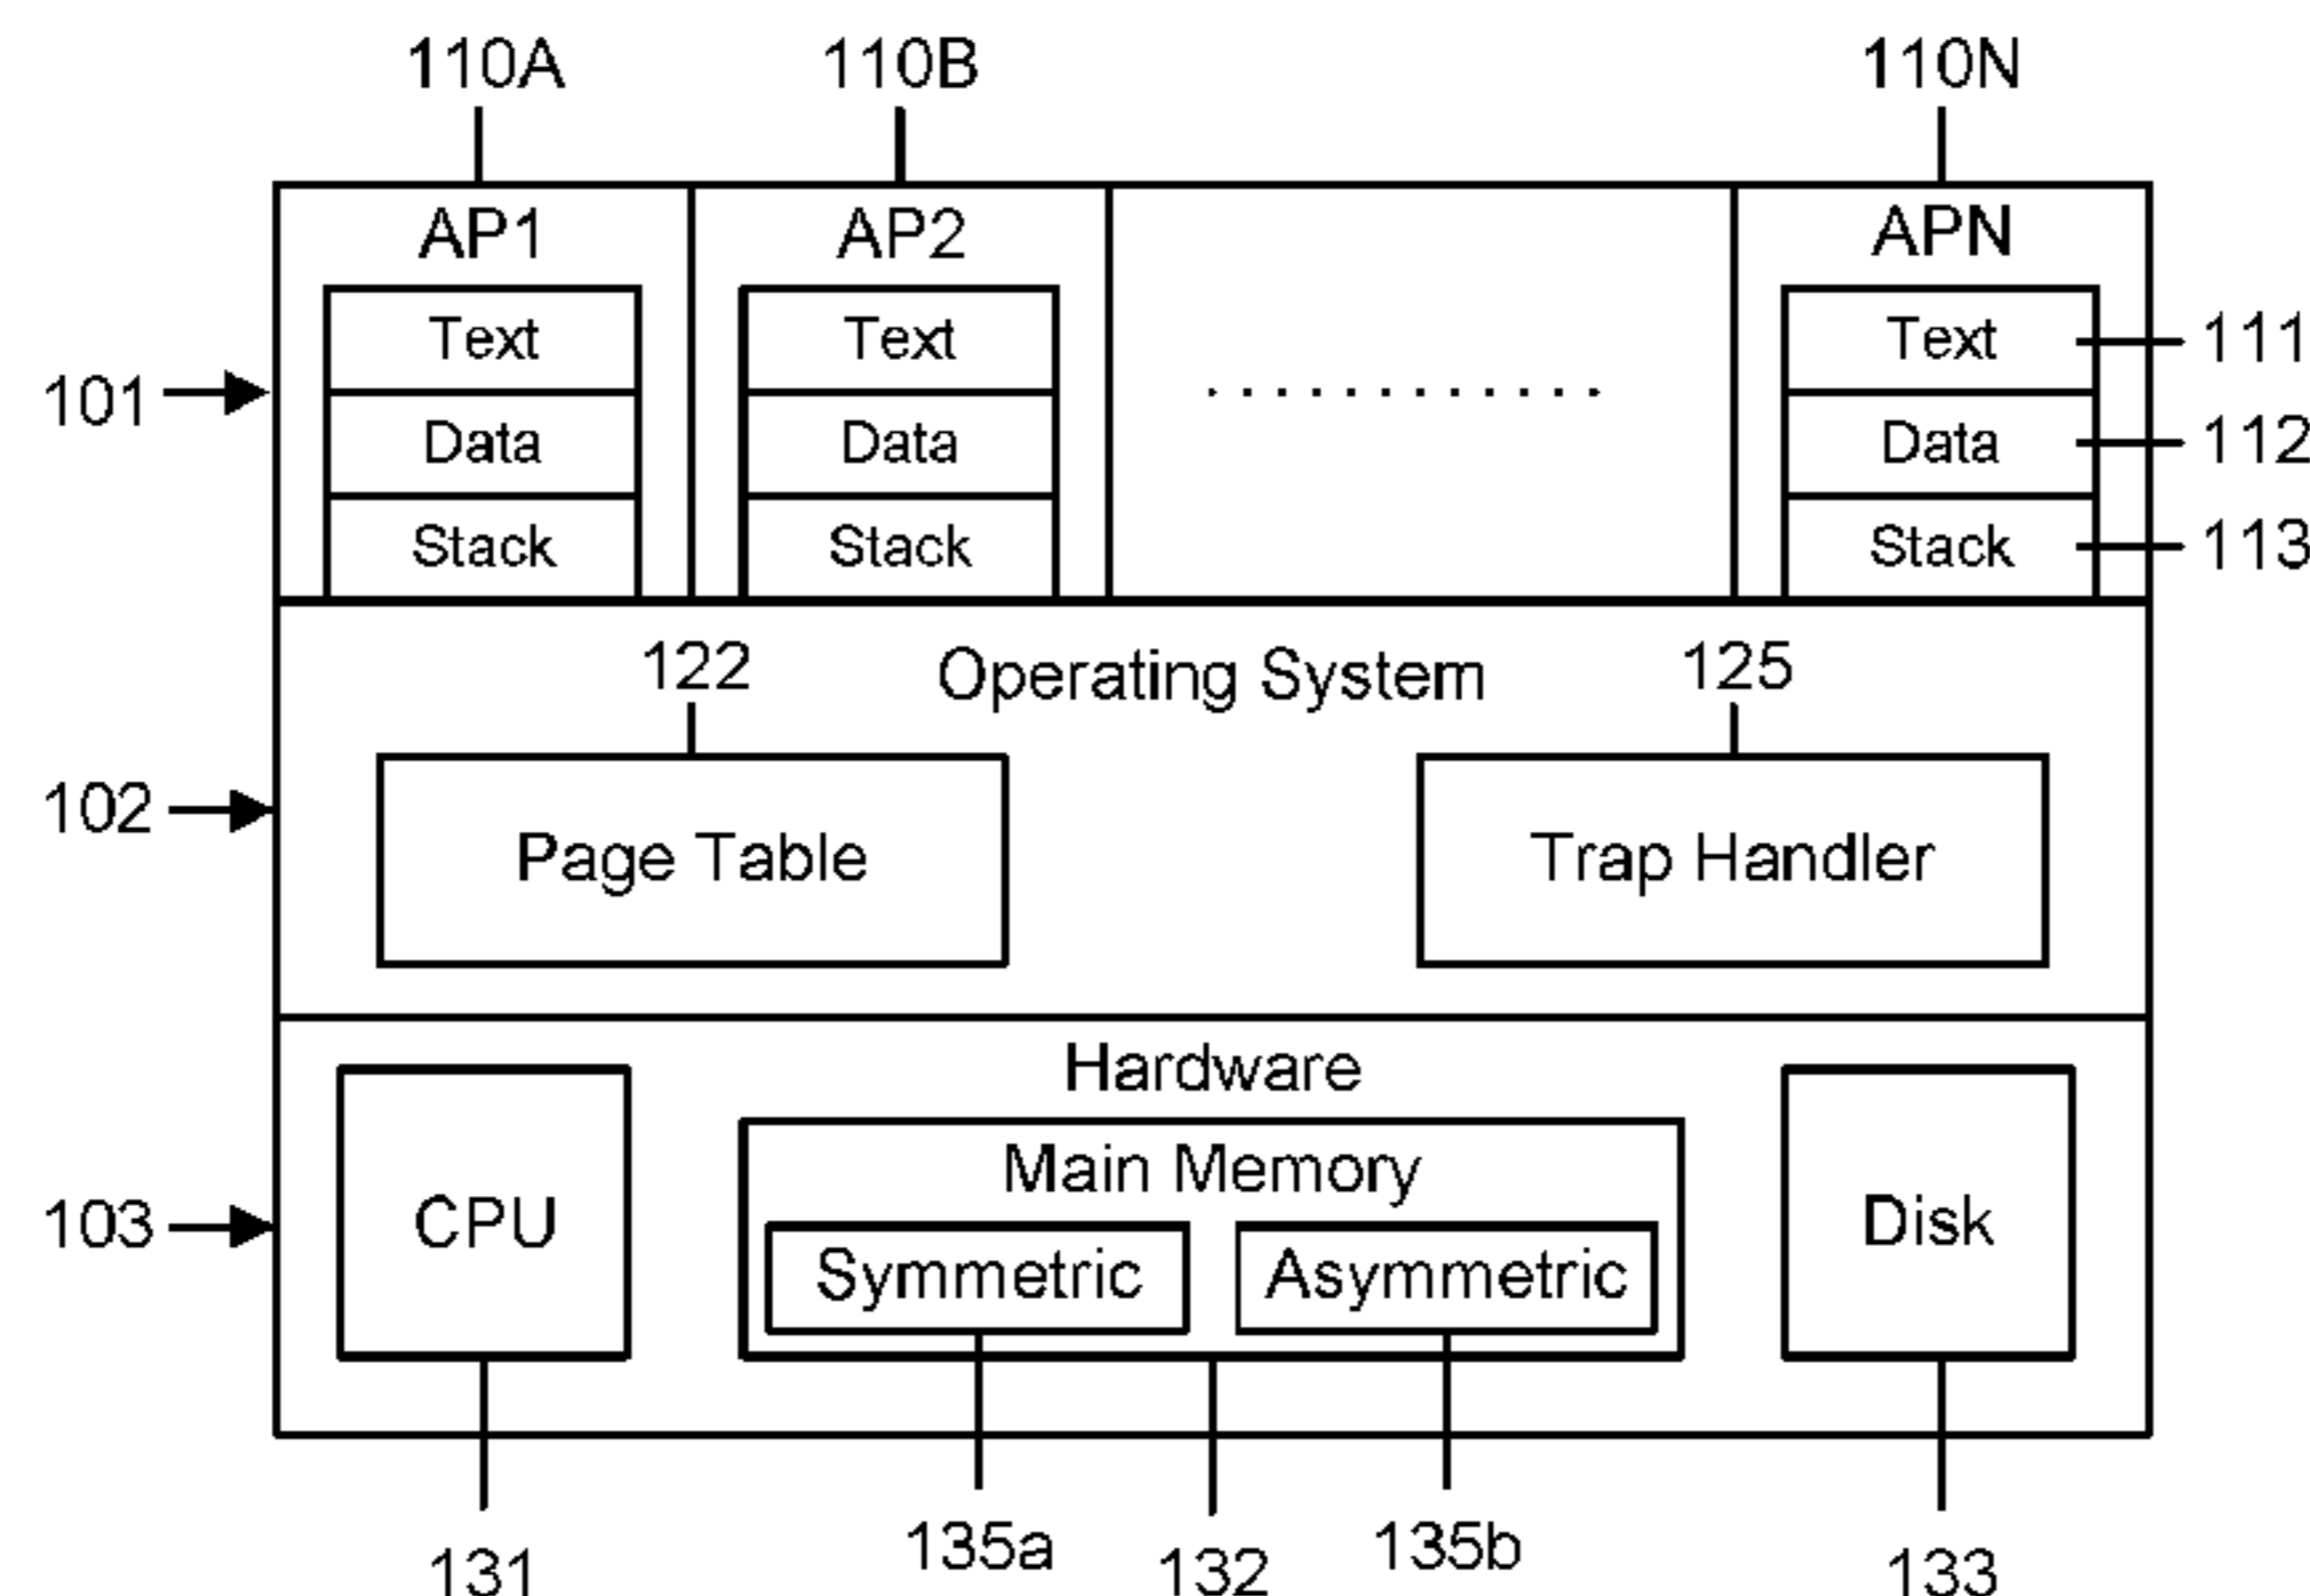 110A 110B 110N
AP1 AP2 APN
Text Text Text 111
101
Data Data Data 112
Stack Stack Stack 113
122 Operating System 125
102
Page Table Trap Handler
Hardware
Main Memory
103 CPU Disk
Symmetric Asymmetric
135a 135b
131 132 133